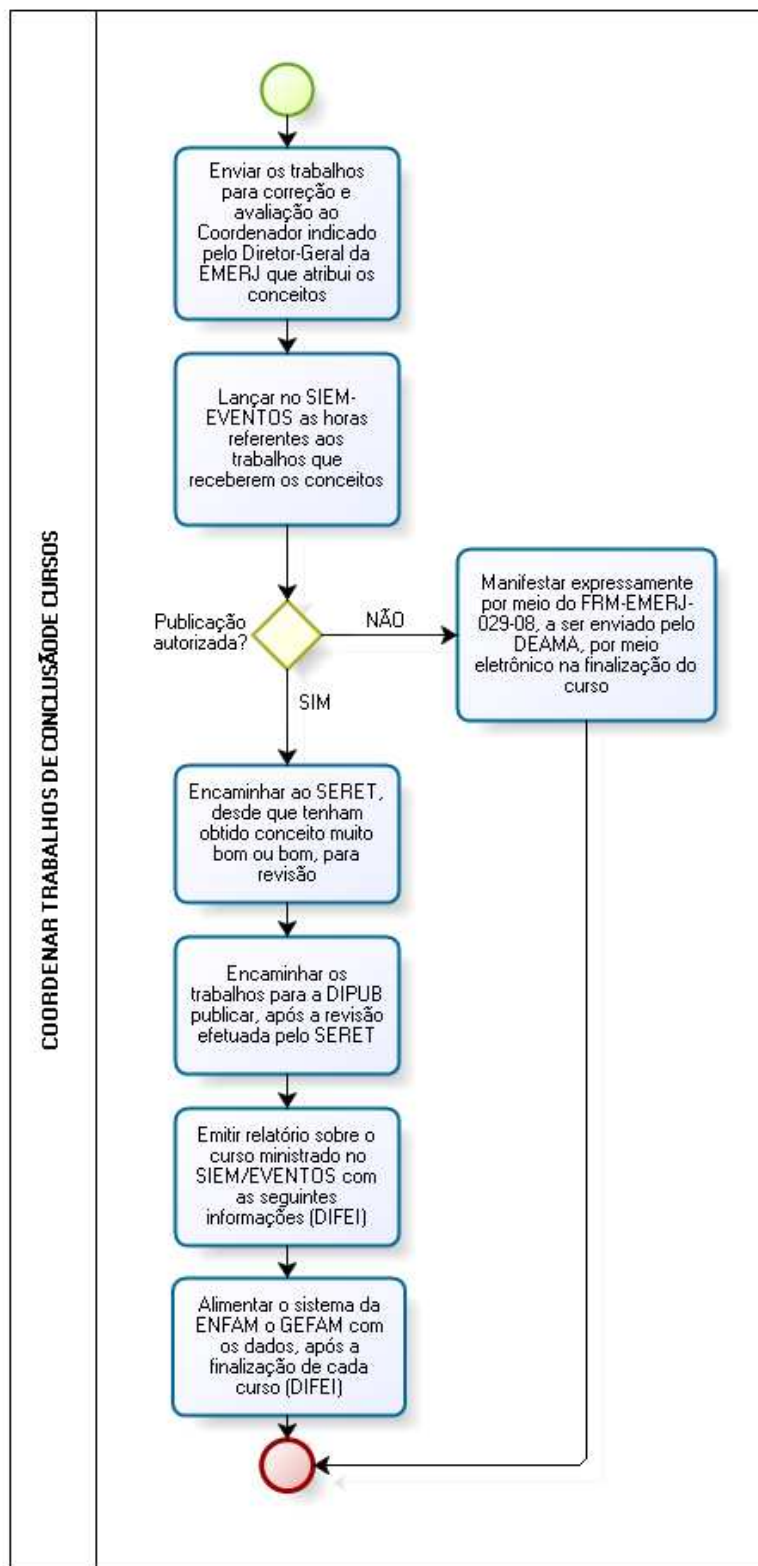 COORDENAR TRABALHOS DE CONCLUSÃODE CURSOS
Enviar os trabalhos
para correção e
avaliação ao
Coordenador indicado
pelo Diretor-Geral da
EMERJ que atribui os
conceitos
Lançar no SIEM-
EVENTOS as horas
referentes aos
trabalhos que
receberem os conceitos
Publicação
autorizada?
NÃO
Manifestar expressamente
por meio do FRM-EMERJ-
029-08, a ser enviado pelo
DEAMA, por meio
eletrônico na finalização do
curso
SIM
Encaminhar ao SERET,
desde que tenham
obtido conceito muito
bom ou bom, para
revisão
Encaminhar os
trabalhos para a DIPUB
publicar, após a revisão
efetuada pelo SERET
Emitir relatório sobre o
curso ministrado no
SIEM/EVENTOS com
as seguintes
informações (DIFEI)
Alimentar o sistema da
ENFAM o GEFAM com
os dados, após a
finalização de cada
curso (DIFEI)